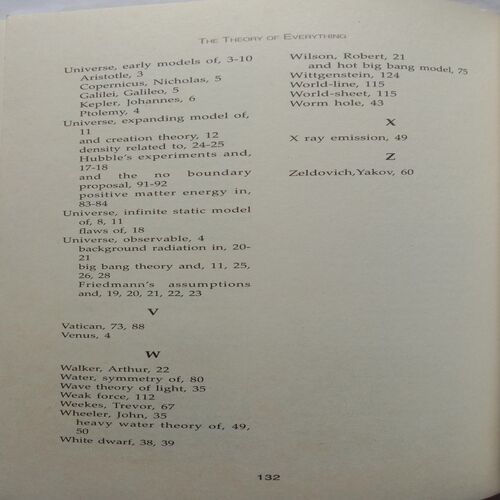 THE THEORY OF EVERYTHING
Universe, early models of, 3-10
Aristotle, 3
Copernicus, Nicholas, 5
Galilei, Galileo, 5
Kepler, Johannes, 6
Ptolemy, 4
Universe, expanding model of,
11
and creation theory, 12
density related to, 24-25
Hubble's experiments and,
17-18
and the no boundary
proposal, 91-92
positive matter energy in,
83-84
Universe, infinite static model
of, 8, 11
flaws of, 18
Universe, observable, 4
background radiation in, 20-
21
big bang theory and, 11, 25,
26, 28
Friedmann's assumptions
and, 19, 20, 21, 22, 23
V
Vatican, 73, 88
Venus, 4
W
Walker, Arthur, 22
Water, symmetry of, 80
Wave theory of light, 35
Weak force, 112
Weekes, Trevor, 67
Wheeler, John, 35
heavy water theory of, 49,
50
White dwarf, 38, 39
Wilson, Robert, 21
and hot big bang model, 75
Wittgenstein, 124
World-line, 115
World-sheet, 115
Worm hole, 43
X
X ray emission, 49
Z
Zeldovich,Yakov, 60
132